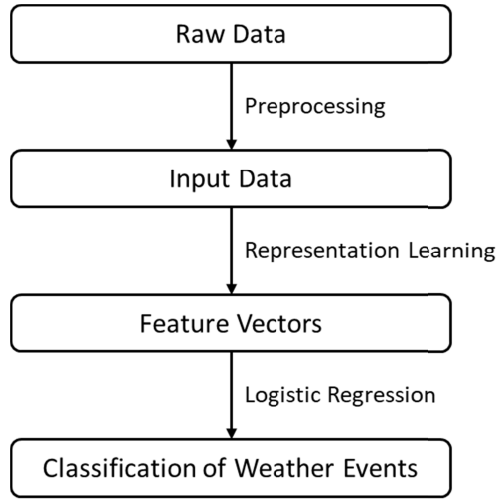 Raw Data
Preprocessing
Input Data
Representation Learning
Feature Vectors
Logistic Regression
Classification of Weather Events